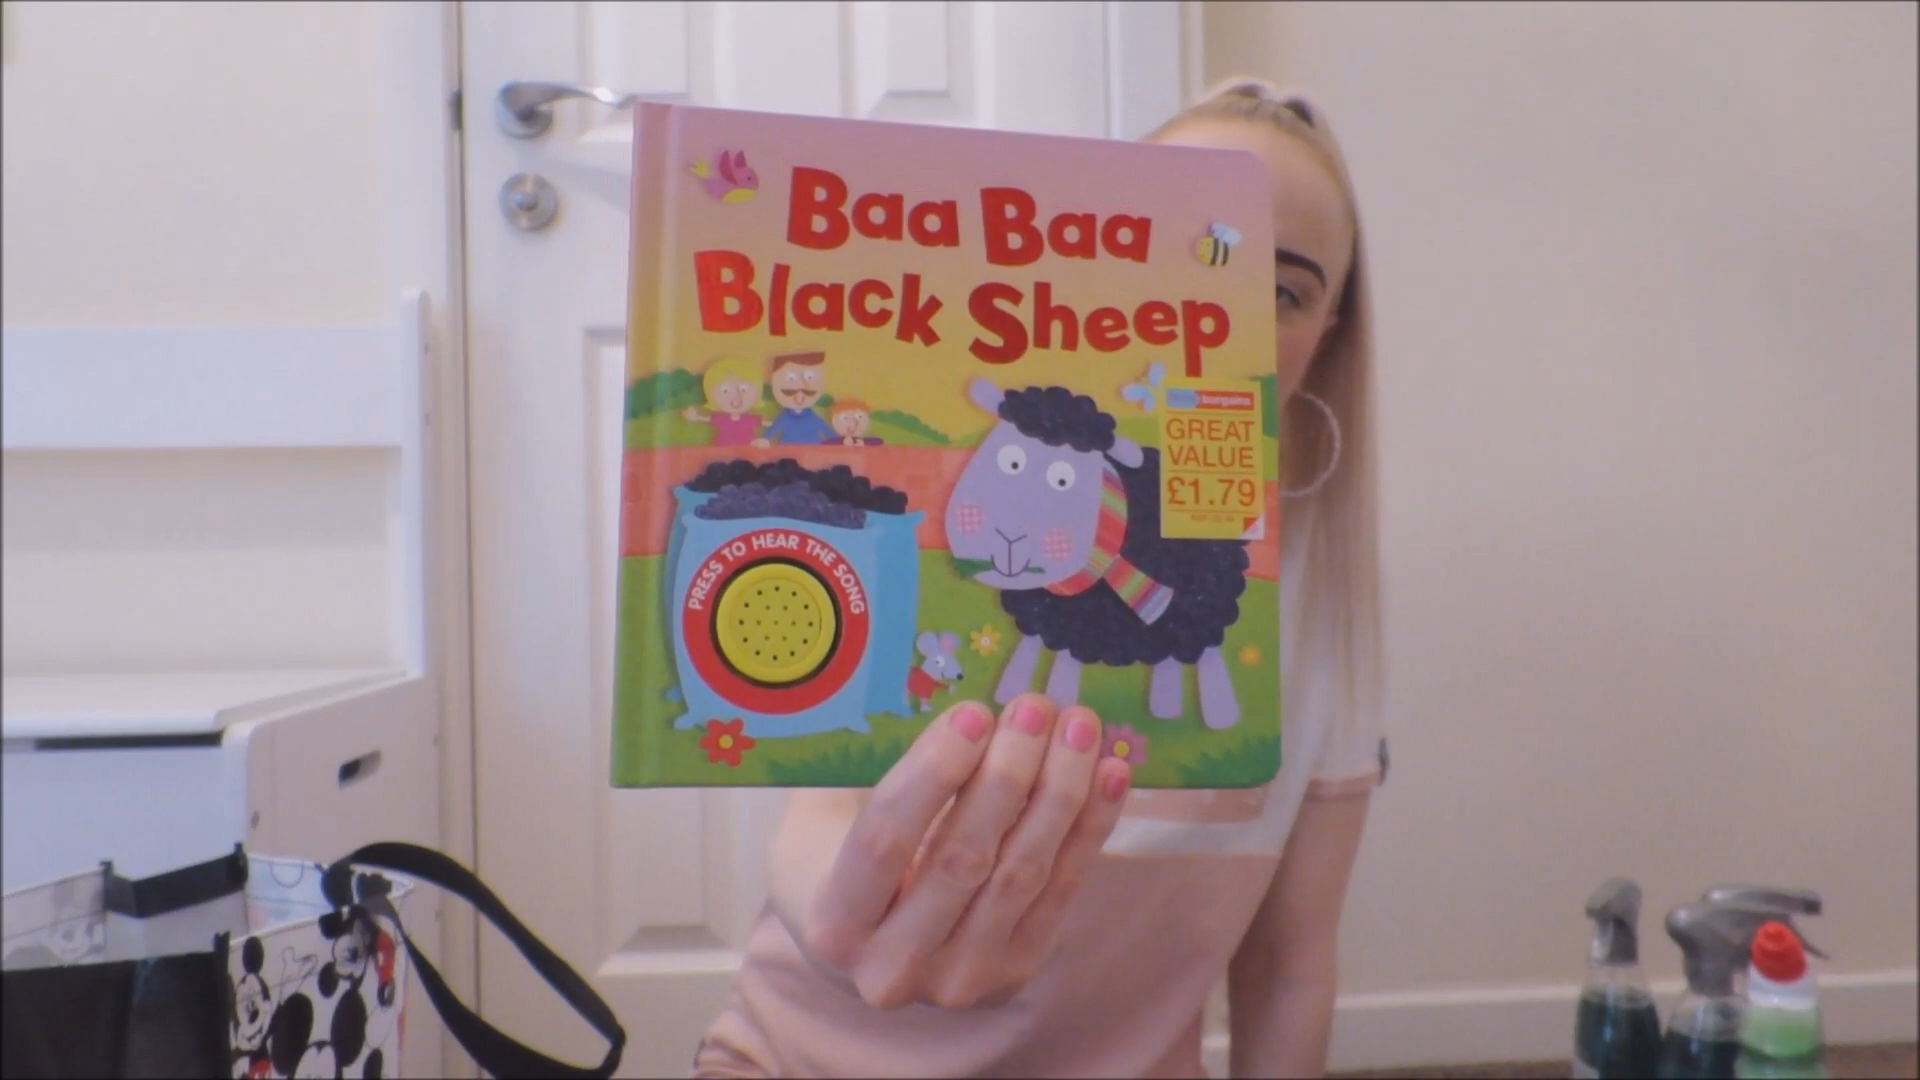 Baa Baa
Black Sheep
bargains
GREAT
VALUE
£1.79
PRESS TO HEAR THE SONG